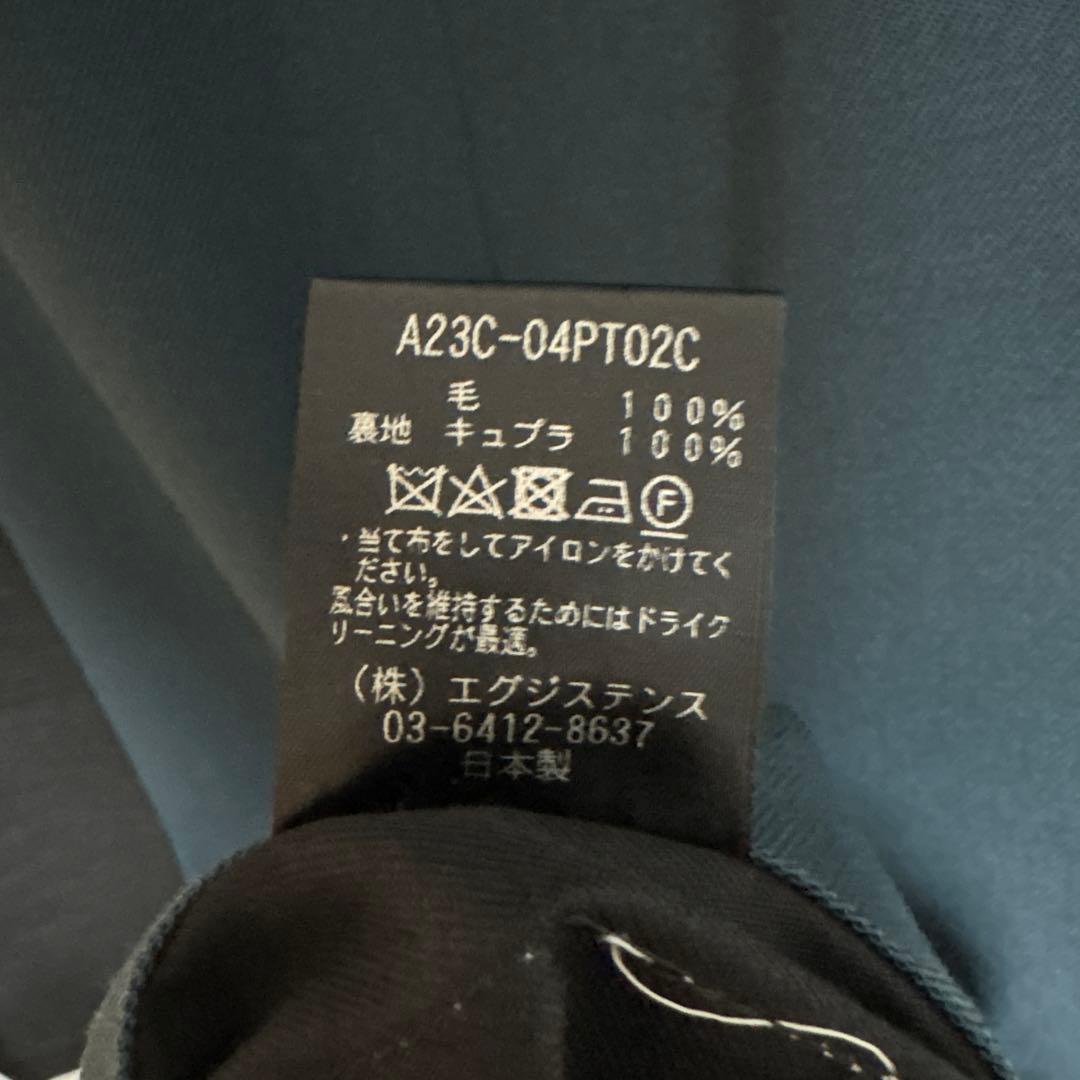 A23C-04PT02C
毛 100%
裏地 キュプラ 100%
F
・当て布をしてアイロンをかけてく
ださい。
風合いを維持するためにはドライク
リーニングが最適。
(株) エグジステンス
03-6412-8637
日本製